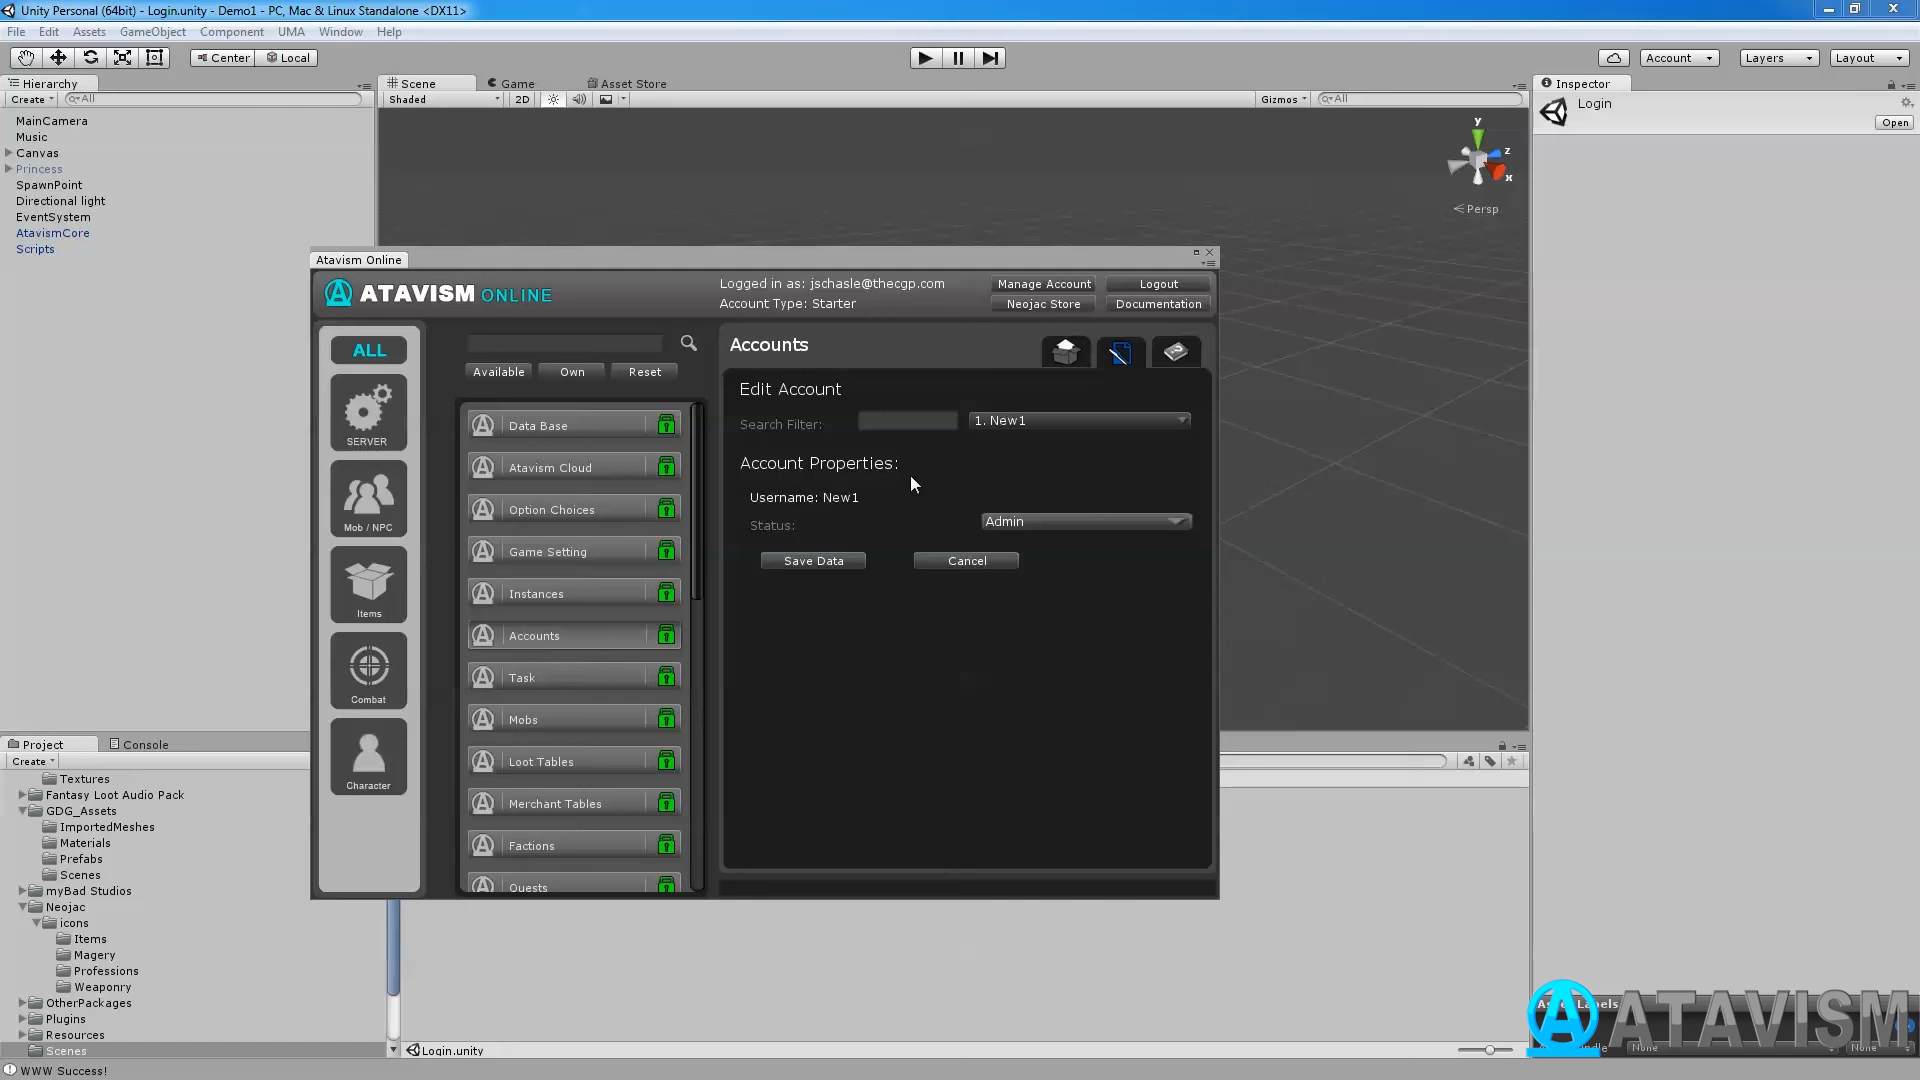 Unity Personal (64bit) - Login.unity - Demo1 - PC, Mac & Linux Standalone <DX11>
File Edit Assets GameObject Component UMA Window Help
Center Local
Account Layers Layout
Hierarchy
Create All
MainCamera
Music
Canvas
Princess
SpawnPoint
Directional light
EventSystem
AtavismCore
Scripts
Scene Game Asset Store
Shaded 2D Gizmos All
y
z
x
Persp
Inspector
Login
Open
Atavism Online
ATAVISM ONLINE
Logged in as: jschasle@thecgp.com
Account Type: Starter
Manage Account Logout
Neojac Store Documentation
ALL
SERVER
Mob / NPC
Items
Combat
Character
Available Own Reset
Data Base
Atavism Cloud
Option Choices
Game Setting
Instances
Accounts
Task
Mobs
Loot Tables
Merchant Tables
Factions
Quests
Accounts
Edit Account
Search Filter: 1. New1
Account Properties:
Username: New1
Status: Admin
Save Data Cancel
Project Console
Create
Textures
Fantasy Loot Audio Pack
GDG_Assets
ImportedMeshes
Materials
Prefabs
Scenes
myBad Studios
Neojac
icons
Items
Magery
Professions
Weaponry
OtherPackages
Plugins
Resources
Scenes
Login.unity
WWW Success!
Labels
ATAVISM
None None